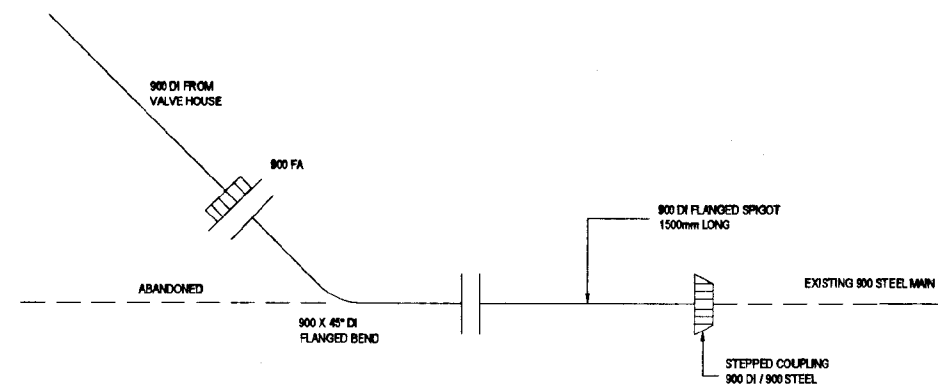 900 DI FROM
VALVE HOUSE
900 FA
900 DI FLANGED SPIGOT
1500mm LONG
ABANDONED
EXISTING 900 STEEL MAIN
900 X 45° DI
FLANGED BEND
STEPPED COUPLING
900 DI / 900 STEEL